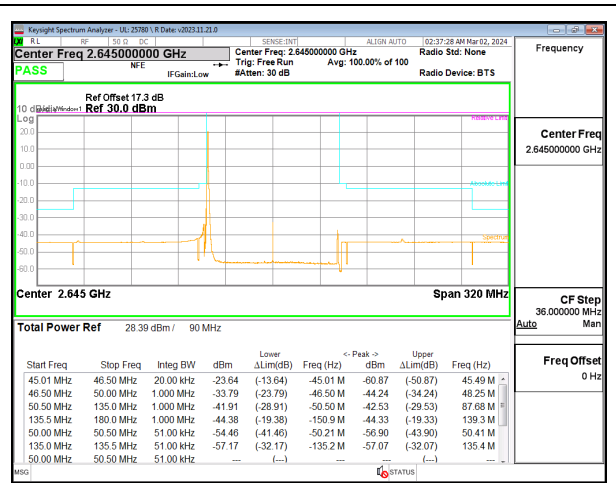 Keysight Spectrum Analyzer - UL: 25780 \ R Date: v2023.11.21.0
RL RF 50 Ω DC SENSE:INT ALIGN AUTO 02:37:28 AM Mar 02, 2024
Center Freq 2.645000000 GHz
NFE
IFGain:Low
Center Freq: 2.645000000 GHz
Trig: Free Run Avg: 100.00% of 100
#Atten: 30 dB
Radio Std: None
Radio Device: BTS
PASS
Ref Offset 17.3 dB
10 dB/div Ref 30.0 dBm
Window1
Log
Relative Limit
20.0
10.0
0.00
-10.0
Absolute Limit
-20.0
-30.0
-40.0
Spectrum
-50.0
-60.0
Center 2.645 GHz Span 320 MHz
Total Power Ref 28.39 dBm / 90 MHz
Lower <- Peak -> Upper
Start Freq Stop Freq Integ BW dBm ΔLim(dB) Freq (Hz) dBm ΔLim(dB) Freq (Hz)
45.01 MHz 46.50 MHz 20.00 kHz -23.64 (-13.64) -45.01 M -60.87 (-50.87) 45.49 M
46.50 MHz 50.00 MHz 1.000 MHz -33.79 (-23.79) -46.50 M -44.24 (-34.24) 48.25 M
50.50 MHz 135.0 MHz 1.000 MHz -41.91 (-28.91) -50.50 M -42.53 (-29.53) 87.68 M
135.5 MHz 180.0 MHz 1.000 MHz -44.38 (-19.38) -150.9 M -44.33 (-19.33) 139.3 M
50.00 MHz 50.50 MHz 51.00 kHz -54.46 (-41.46) -50.21 M -56.90 (-43.90) 50.41 M
135.0 MHz 135.5 MHz 51.00 kHz -57.17 (-32.17) -135.2 M -57.07 (-32.07) 135.4 M
50.00 MHz 50.50 MHz 51.00 kHz --- (---) --- --- (---) ---
MSG STATUS
Frequency
Center Freq
2.645000000 GHz
CF Step
36.000000 MHz
Auto Man
Freq Offset
0 Hz